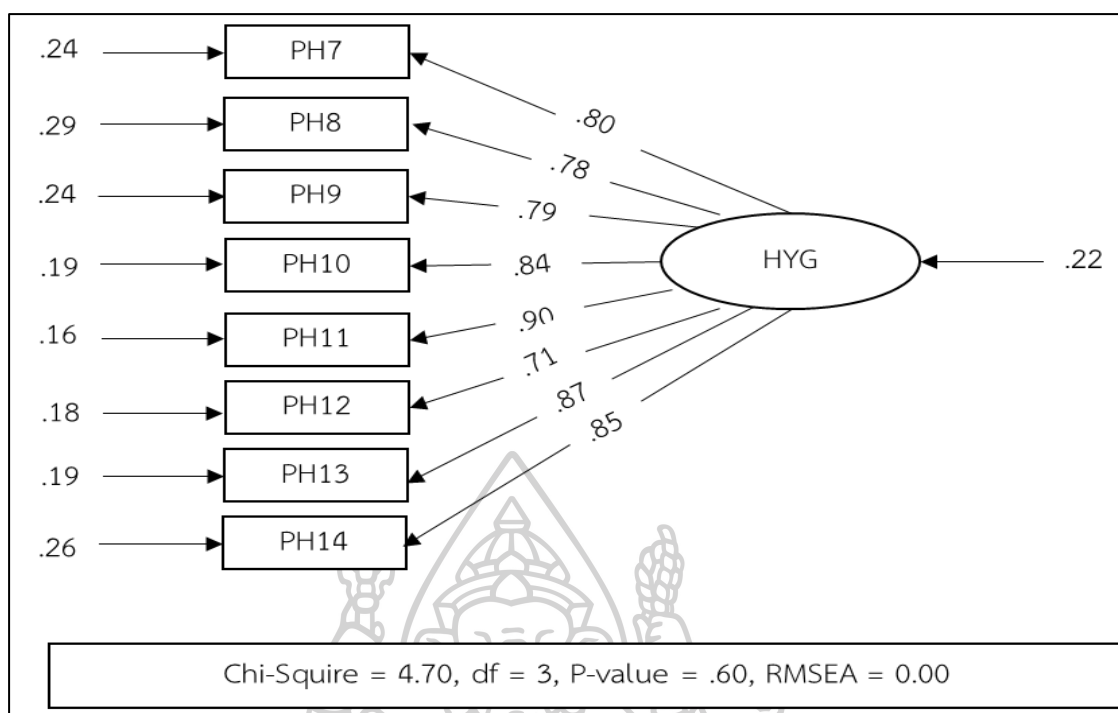 .24 PH7
.80
.29 PH8
.78
.24 PH9
.79
.19 PH10
.84
HYG .22
.16 PH11
.90
.18 PH12
.71
.19 PH13
.87
.26 PH14
.85
Chi-Squire = 4.70, df = 3, P-value = .60, RMSEA = 0.00